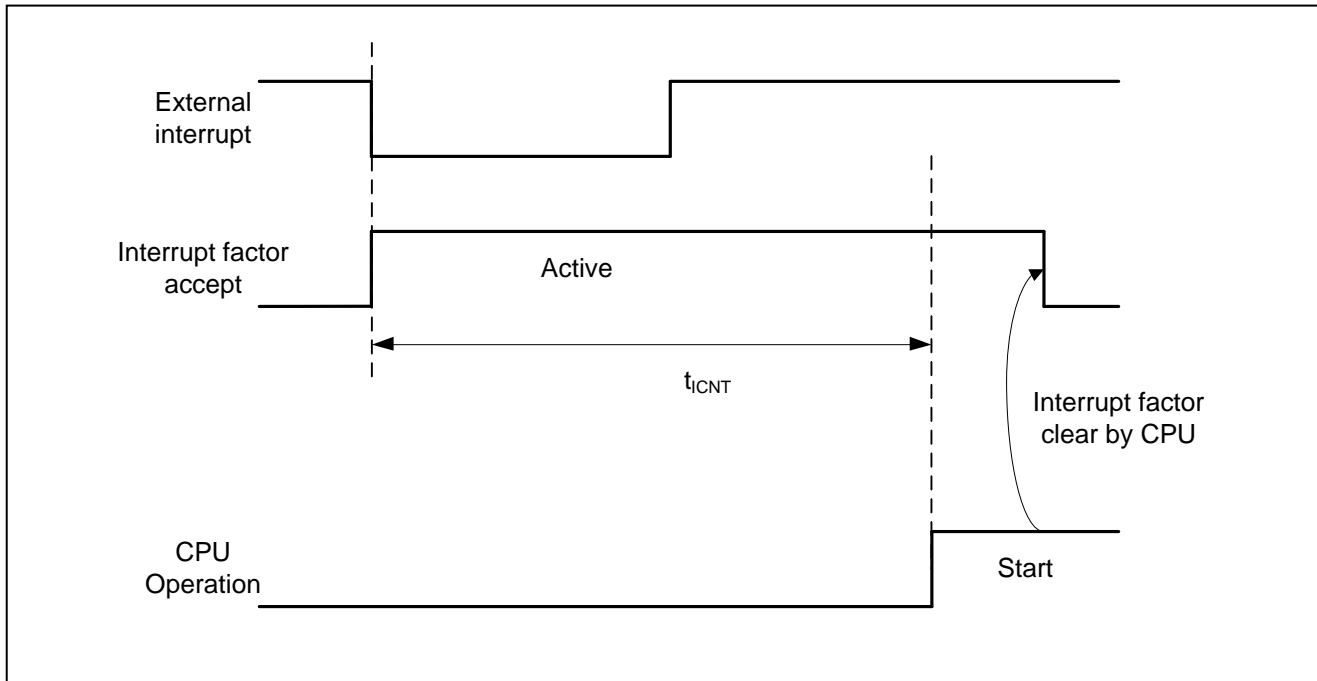 External
interrupt
Interrupt factor
accept
Active
tICNT
Interrupt factor
clear by CPU
CPU
Operation
Start